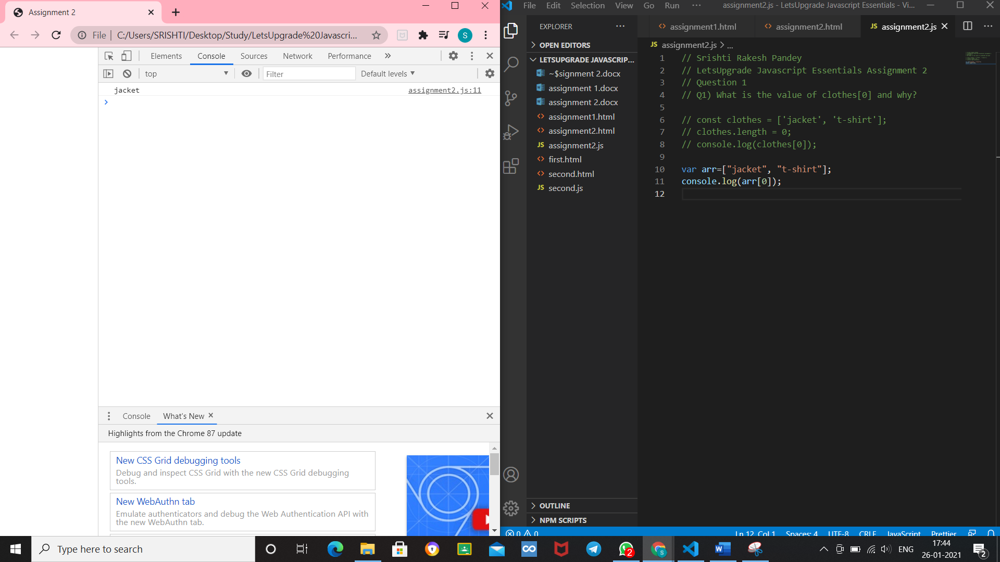 Assignment 2
File
C:/Users/SRISHTI/Desktop/Study/LetsUpgrade%20Javascri...
S
Elements
Console
Sources
Network
Performance
top
Filter
Default levels
jacket
assignment2.js:11
Console
What's New
Highlights from the Chrome 87 update
New CSS Grid debugging tools
Debug and inspect CSS Grid with the new CSS Grid debugging
tools.
New WebAuthn tab
Emulate authenticators and debug the Web Authentication API with
the new WebAuthn tab.
File Edit Selection View Go Run ...
assignment2.js - LetsUpgrade Javascript Essentials - Vi...
EXPLORER
OPEN EDITORS
LETSUPGRADE JAVASCRIP...
~$signment 2.docx
assignment 1.docx
assignment 2.docx
assignment1.html
assignment2.html
JS assignment2.js
first.html
second.html
JS second.js
OUTLINE
NPM SCRIPTS
assignment1.html
assignment2.html
JS assignment2.js
JS assignment2.js > ...
1 // Srishti Rakesh Pandey
2 // LetsUpgrade Javascript Essentials Assignment 2
3 // Question 1
4 // Q1) What is the value of clothes[0] and why?
5
6 // const clothes = ['jacket', 't-shirt'];
7 // clothes.length = 0;
8 // console.log(clothes[0]);
9
10 var arr=["jacket", "t-shirt"];
11 console.log(arr[0]);
12
0 0
Ln 12, Col 1 Spaces: 4 UTF-8 CRLF JavaScript Prettier
Type here to search
2
S
ENG
17:44
26-01-2021
2